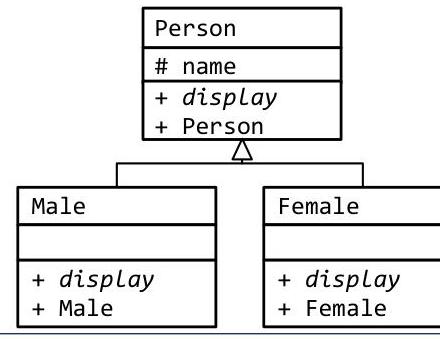 Person
# name
+ display
+ Person
Male
+ display
+ Male
Female
+ display
+ Female